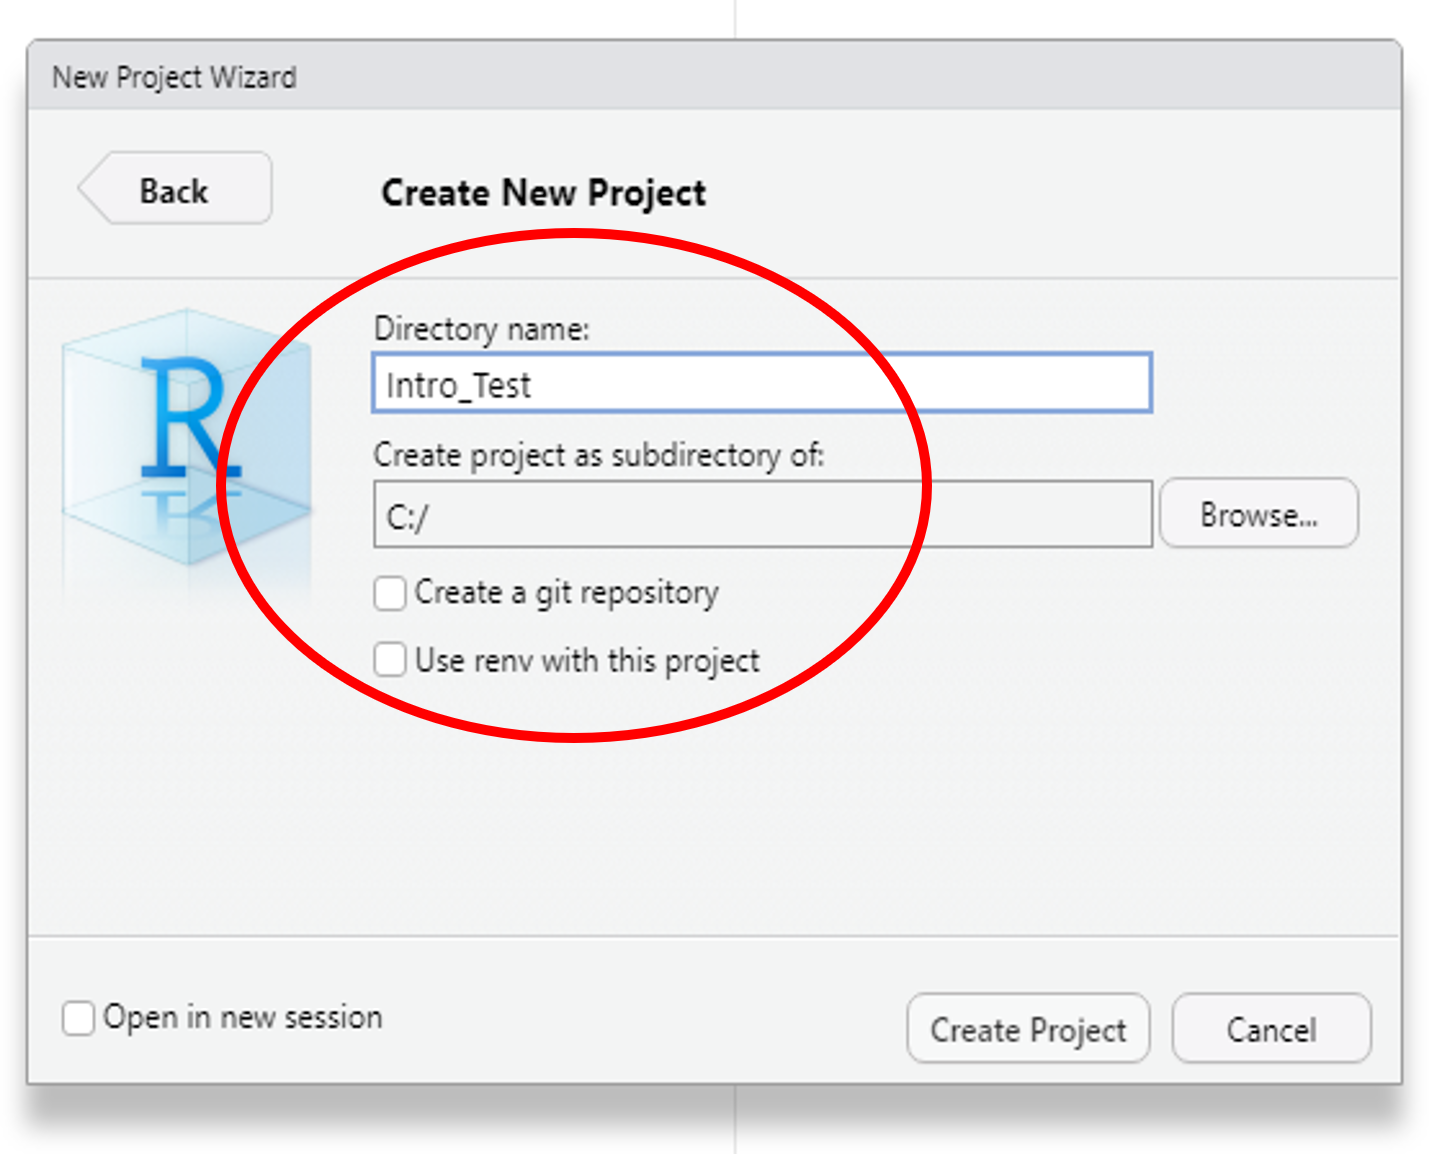 New Project Wizard
Back
Create New Project
R
Directory name:
Intro_Test
Create project as subdirectory of:
C:/
Browse...
Create a git repository
Use renv with this project
Open in new session
Create Project
Cancel